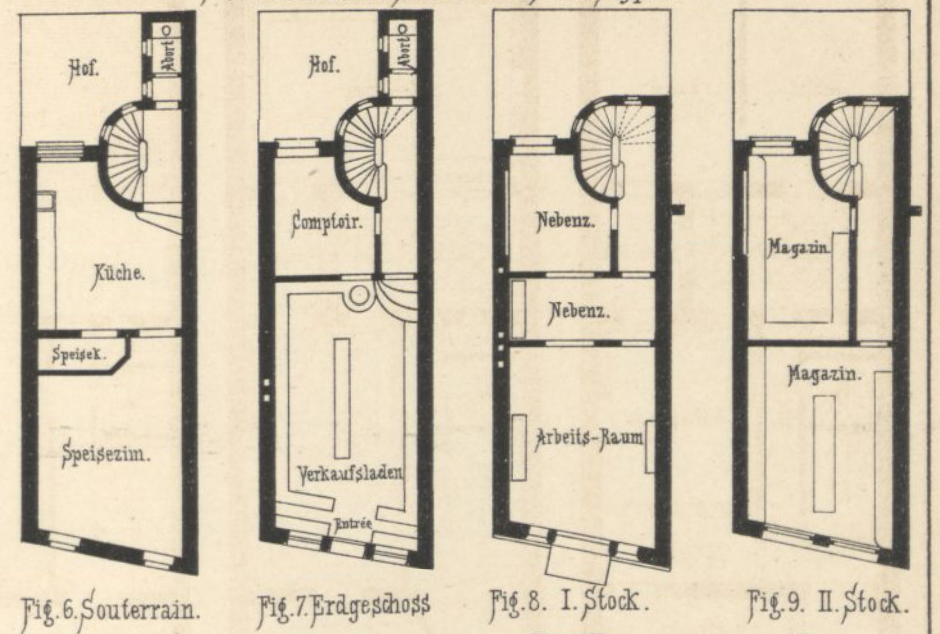 Hof.
Abort
Küche.
Speisek.
Speisezim.
Fig. 6. Souterrain.
Hof.
Abort
Comptoir.
Verkaufsladen
Entrée
Fig. 7. Erdgeschoss
Nebenz.
Nebenz.
Arbeits-Raum
Fig. 8. I. Stock.
Magazin.
Magazin.
Fig. 9. II. Stock.